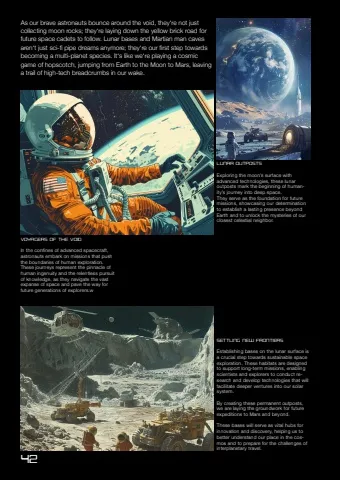 As our brave astronauts bounce around the void, they're not just
collecting moon rocks; they're laying down the yellow brick road for
future space cadets to follow. Lunar bases and Martian man caves
aren't just sci-fi pipe dreams anymore; they're our first step towards
becoming a multi-planet species. It's like we're playing a cosmic
game of hopscotch, jumping from Earth to the Moon to Mars, leaving
a trail of high-tech breadcrumbs in our wake.
LUNAR OUTPOSTS
Exploring the moon's surface with
advanced technologies, these lunar
outposts mark the beginning of human-
ity's journey into deep space.
They serve as the foundation for future
missions, showcasing our determination
to establish a lasting presence beyond
Earth and to unlock the mysteries of our
closest celestial neighbor.
VOYAGERS OF THE VOID
In the confines of advanced spacecraft,
astronauts embark on missions that push
the boundaries of human exploration.
These journeys represent the pinnacle of
human ingenuity and the relentless pursuit
of knowledge, as they navigate the vast
expanse of space and pave the way for
future generations of explorers.w
SETTLING NEW FRONTIERS
Establishing bases on the lunar surface is
a crucial step towards sustainable space
exploration. These habitats are designed
to support long-term missions, enabling
scientists and explorers to conduct re-
search and develop technologies that will
facilitate deeper ventures into our solar
system.
By creating these permanent outposts,
we are laying the groundwork for future
expeditions to Mars and beyond.
These bases will serve as vital hubs for
innovation and discovery, helping us to
better understand our place in the cos-
mos and to prepare for the challenges of
interplanetary travel.
42